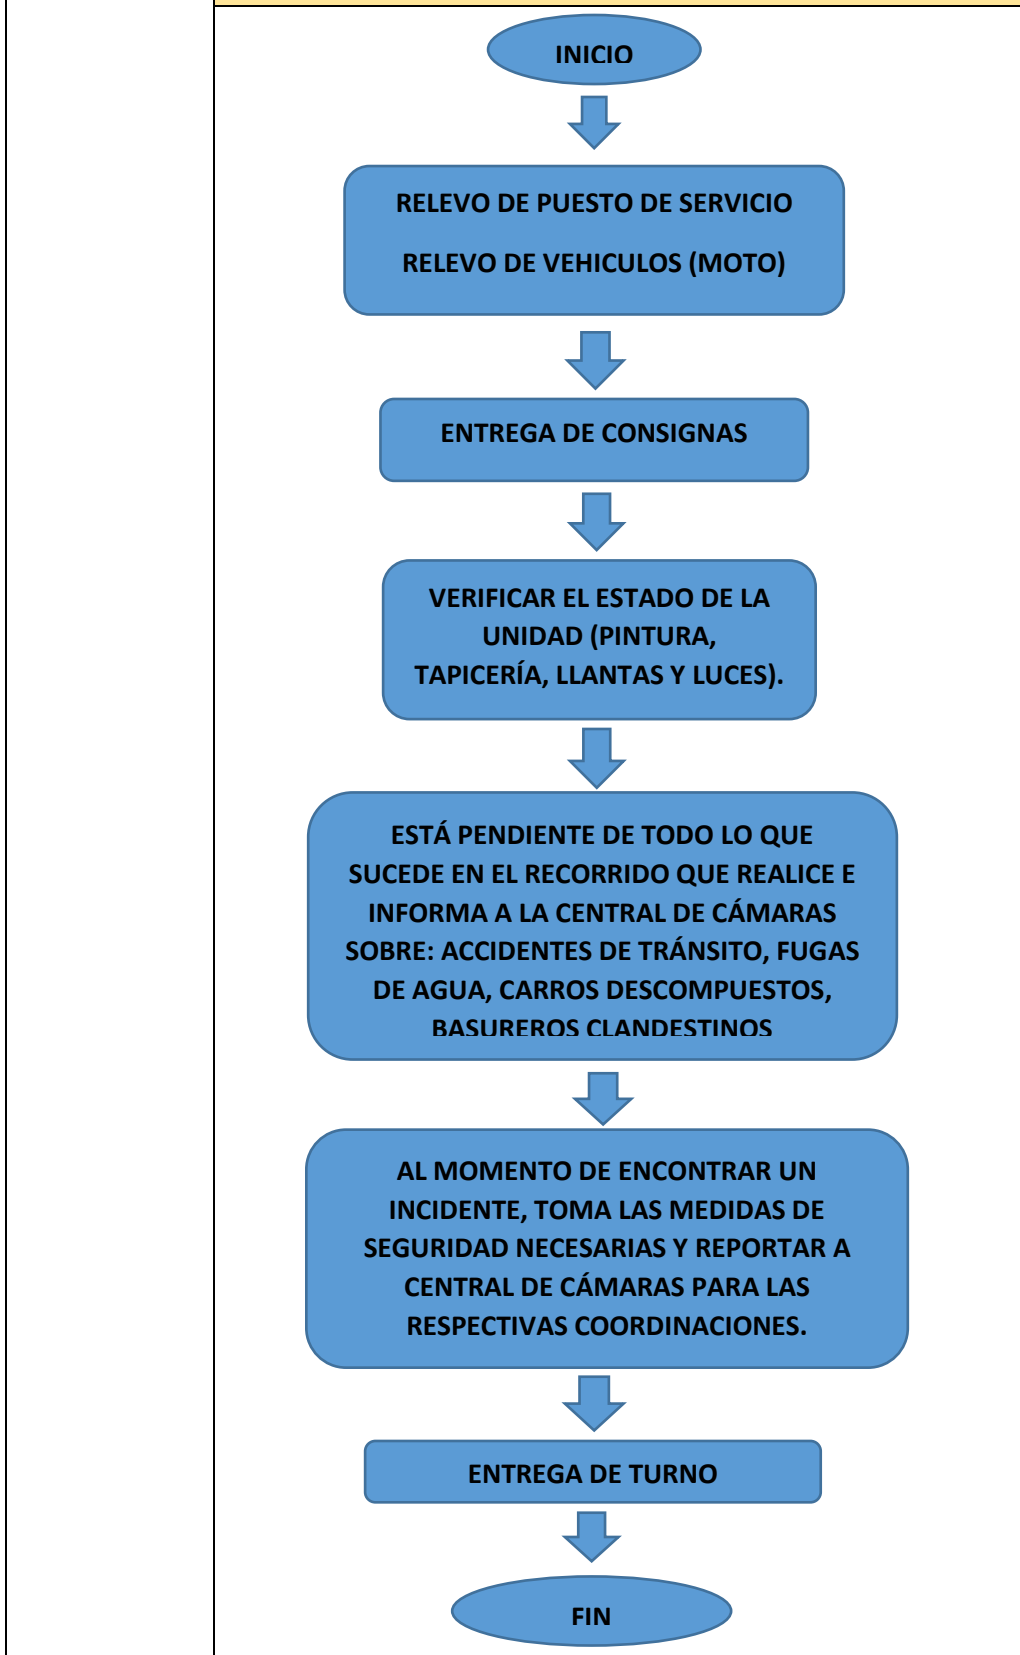 INICIO
RELEVO DE PUESTO DE SERVICIO
RELEVO DE VEHICULOS (MOTO)
ENTREGA DE CONSIGNAS
VERIFICAR EL ESTADO DE LA
UNIDAD (PINTURA,
TAPICERÍA, LLANTAS Y LUCES).
ESTÁ PENDIENTE DE TODO LO QUE
SUCEDE EN EL RECORRIDO QUE REALICE E
INFORMA A LA CENTRAL DE CÁMARAS
SOBRE: ACCIDENTES DE TRÁNSITO, FUGAS
DE AGUA, CARROS DESCOMPUESTOS,
BASUREROS CLANDESTINOS
AL MOMENTO DE ENCONTRAR UN
INCIDENTE, TOMA LAS MEDIDAS DE
SEGURIDAD NECESARIAS Y REPORTAR A
CENTRAL DE CÁMARAS PARA LAS
RESPECTIVAS COORDINACIONES.
ENTREGA DE TURNO
FIN